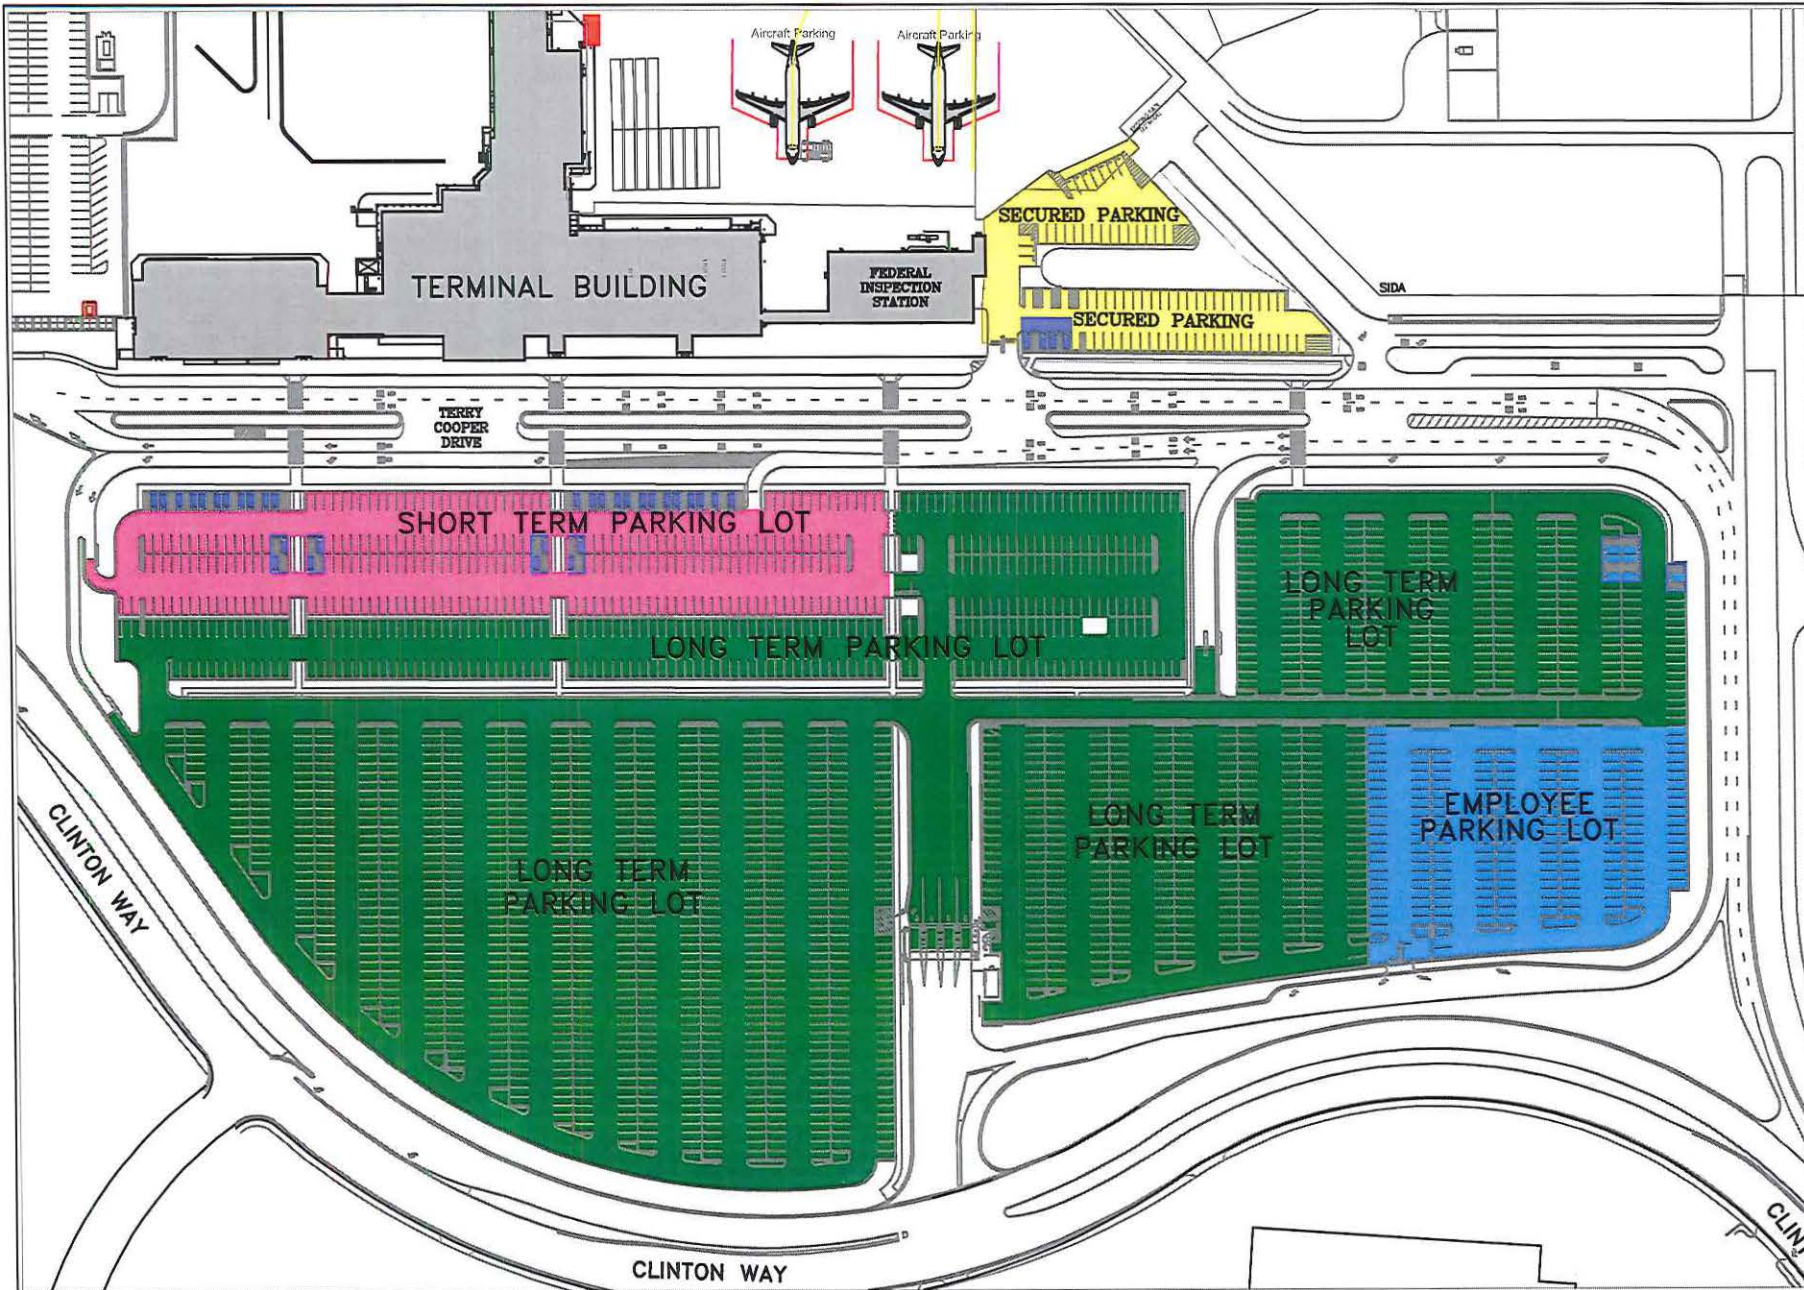 Aircraft Parking
Aircraft Parking
SECURED PARKING
TERMINAL BUILDING
FEDERAL
INSPECTION
STATION
SIDA
SECURED PARKING
TERRY
COOPER
DRIVE
SHORT TERM PARKING LOT
LONG TERM
PARKING
LOT
LONG TERM PARKING LOT
LONG TERM
PARKING LOT
EMPLOYEE
PARKING LOT
LONG TERM
PARKING LOT
CLINTON WAY
CLINTON WAY